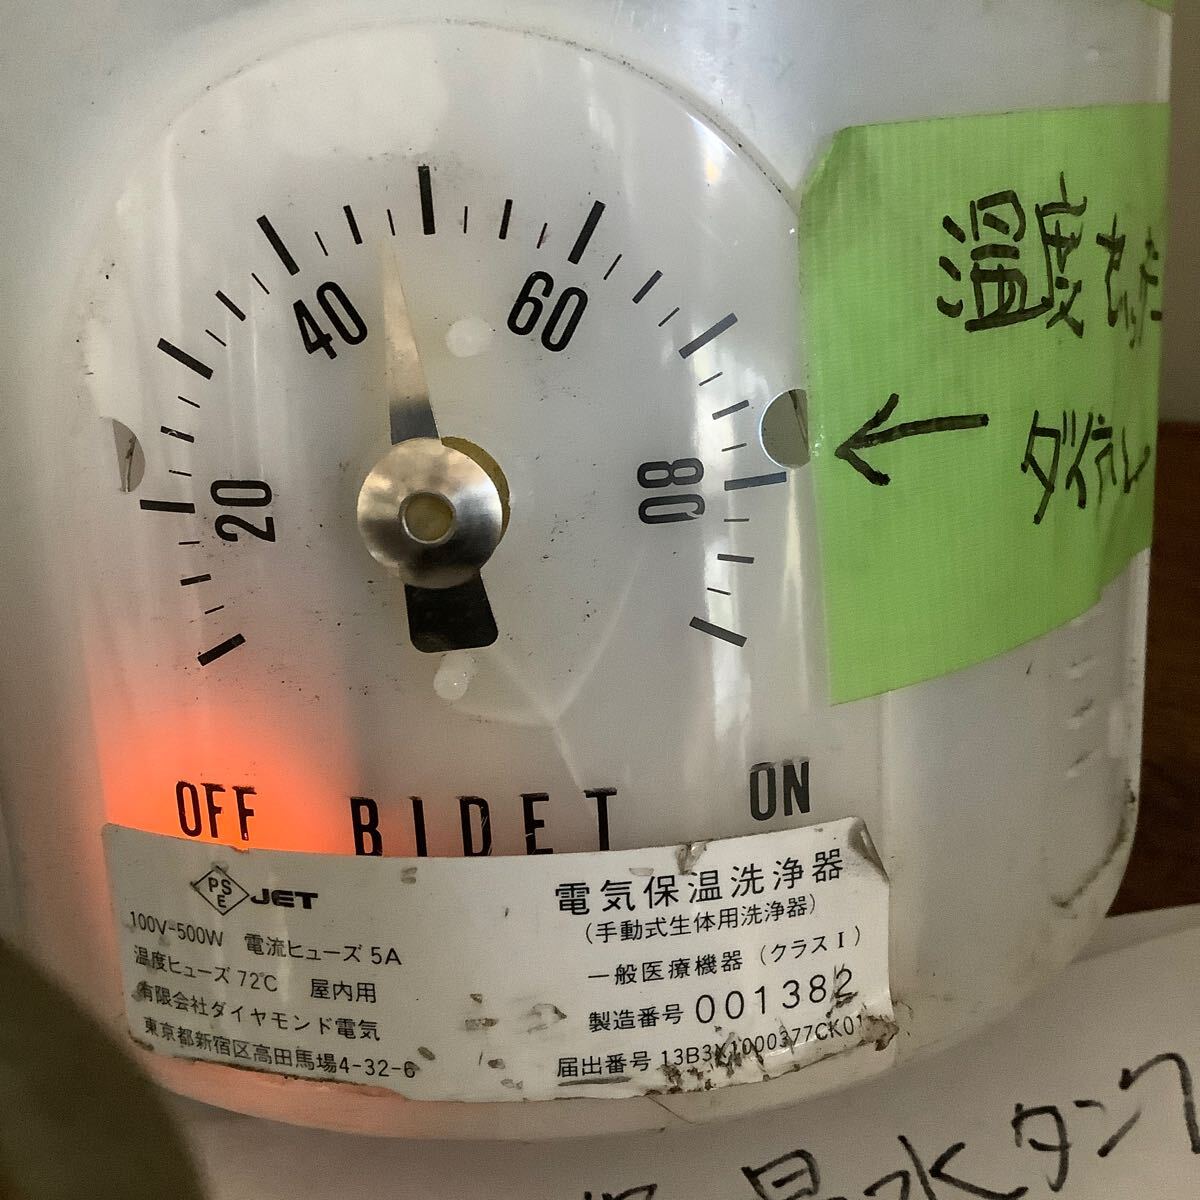 40
60
20
80
温度セット
ダイヤル
OFF
BIDET
ON
PSE JET
100V-500W 電流ヒューズ 5A
温度ヒューズ 72℃ 屋内用
有限会社ダイヤモンド電気
東京都新宿区高田馬場4-32-6
電気保温洗浄器
(手動式生体用洗浄器)
一般医療機器 (クラスⅠ)
製造番号 001382
届出番号 13B3X1000377CK01
水タンク